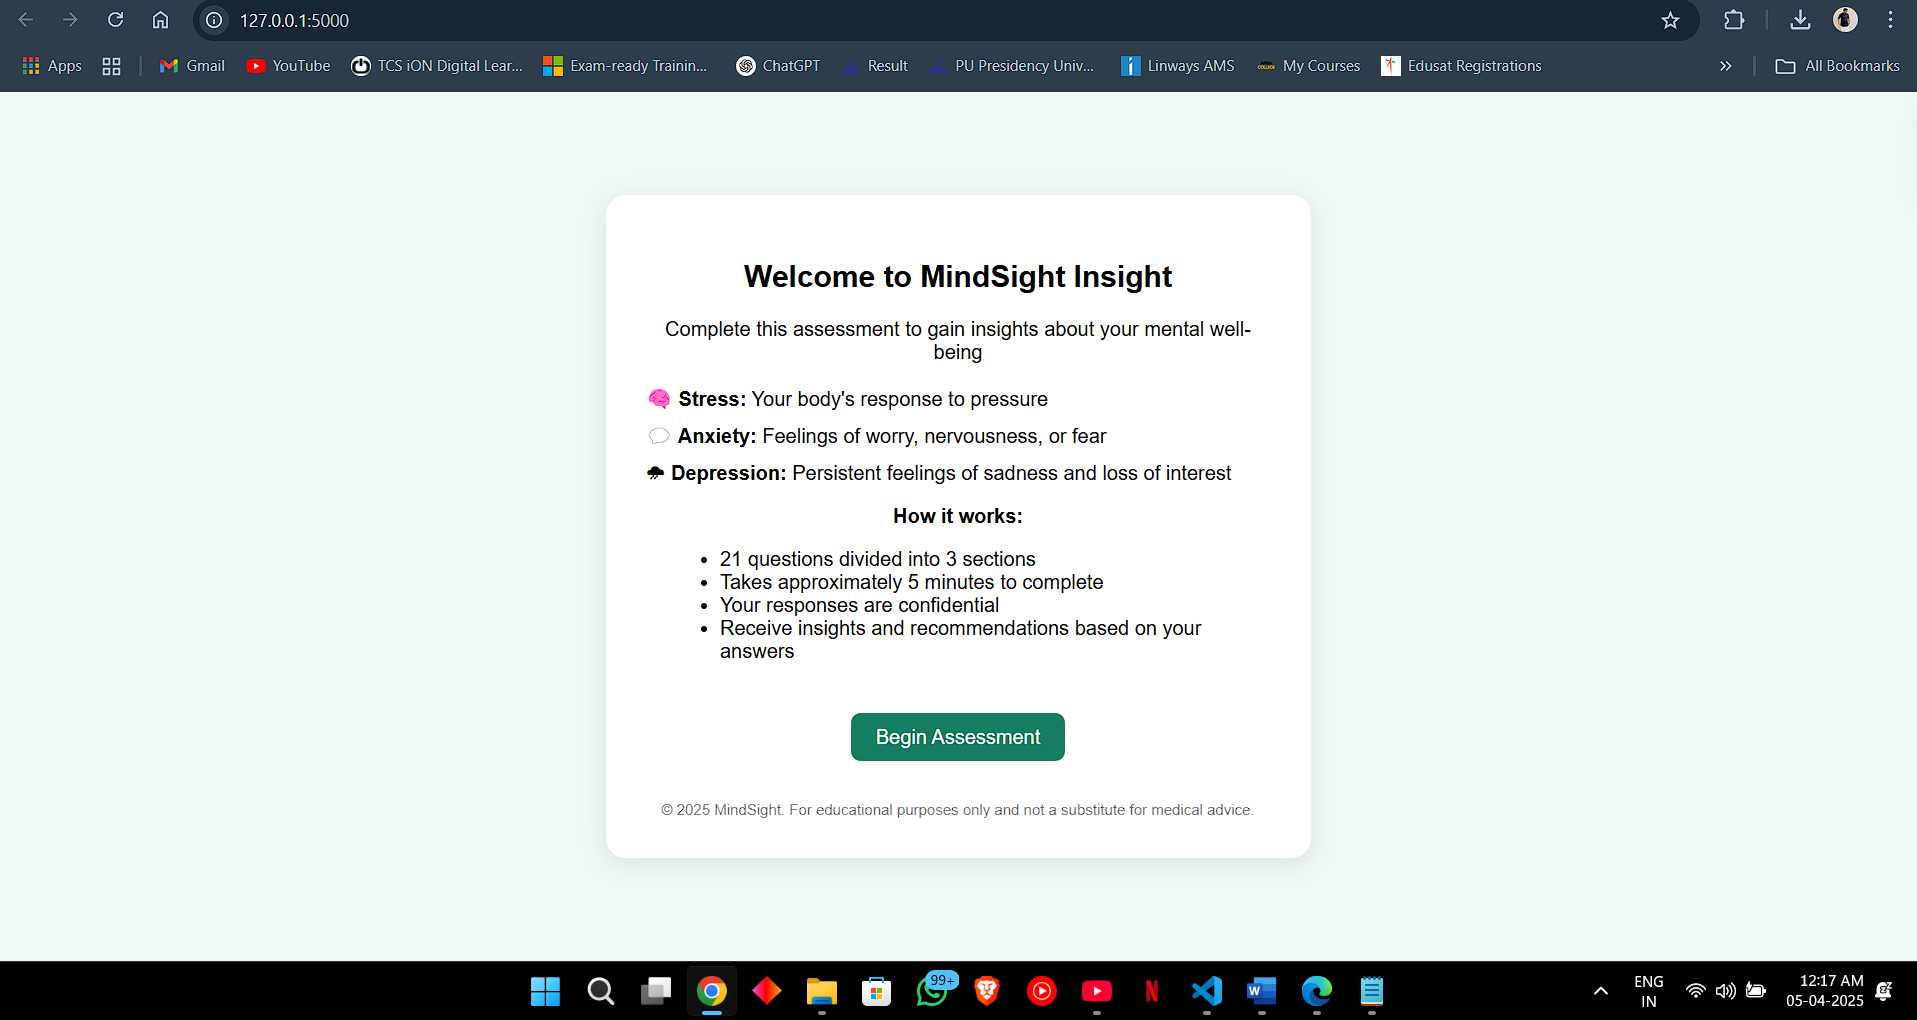 127.0.0.1:5000
Apps
Gmail
YouTube
TCS iON Digital Lear...
Exam-ready Trainin...
ChatGPT
Result
PU Presidency Univ...
Linways AMS
My Courses
Edusat Registrations
All Bookmarks
Welcome to MindSight Insight
Complete this assessment to gain insights about your mental well-
being
Stress: Your body's response to pressure
Anxiety: Feelings of worry, nervousness, or fear
Depression: Persistent feelings of sadness and loss of interest
How it works:
• 21 questions divided into 3 sections
• Takes approximately 5 minutes to complete
• Your responses are confidential
• Receive insights and recommendations based on your
answers
Begin Assessment
© 2025 MindSight. For educational purposes only and not a substitute for medical advice.
99+
ENG
IN
12:17 AM
05-04-2025